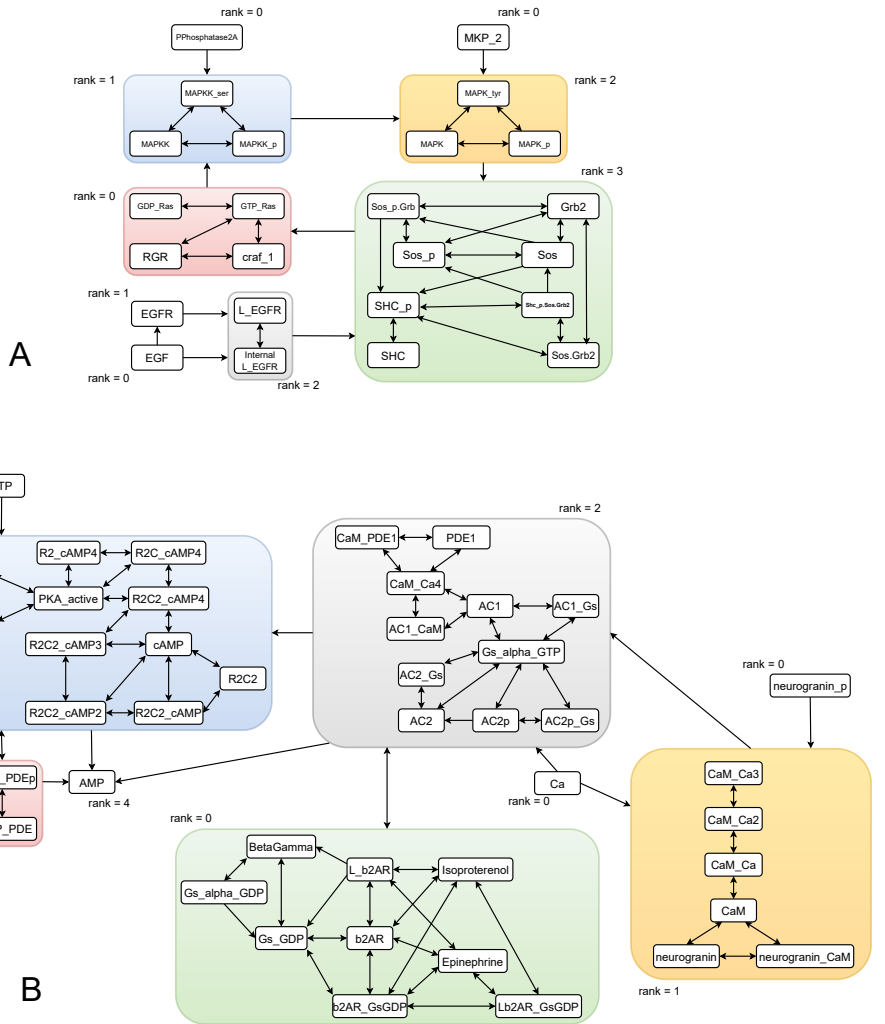 rank = 0
rank = 0
PPhosphatase2A
MKP_2
rank = 1
rank = 2
MAPKK_ser
MAPK_tyr
MAPKK
MAPKK_p
MAPK
MAPK_p
rank = 3
rank = 0
GDP_Ras
GTP_Ras
Sos_p.Grb
Grb2
RGR
craf_1
Sos_p
Sos
rank = 1
EGFR
L_EGFR
SHC_p
Shc_p.Sos.Grb2
EGF
Internal
L_EGFR
SHC
Sos.Grb2
A
rank = 0
rank = 2
TP
rank = 2
R2_cAMP4
R2C_cAMP4
CaM_PDE1
PDE1
CaM_Ca4
PKA_active
R2C2_cAMP4
AC1
AC1_Gs
AC1_CaM
R2C2_cAMP3
cAMP
Gs_alpha_GTP
R2C2
AC2_Gs
rank = 0
neurogranin_p
R2C2_cAMP2
R2C2_cAMP
AC2
AC2p
AC2p_Gs
_PDEp
AMP
Ca
CaM_Ca3
rank = 4
rank = 0
rank = 0
CaM_Ca2
P_PDE
BetaGamma
L_b2AR
Isoproterenol
CaM_Ca
Gs_alpha_GDP
CaM
Gs_GDP
b2AR
Epinephrine
neurogranin
neurogranin_CaM
B
b2AR_GsGDP
Lb2AR_GsGDP
rank = 1